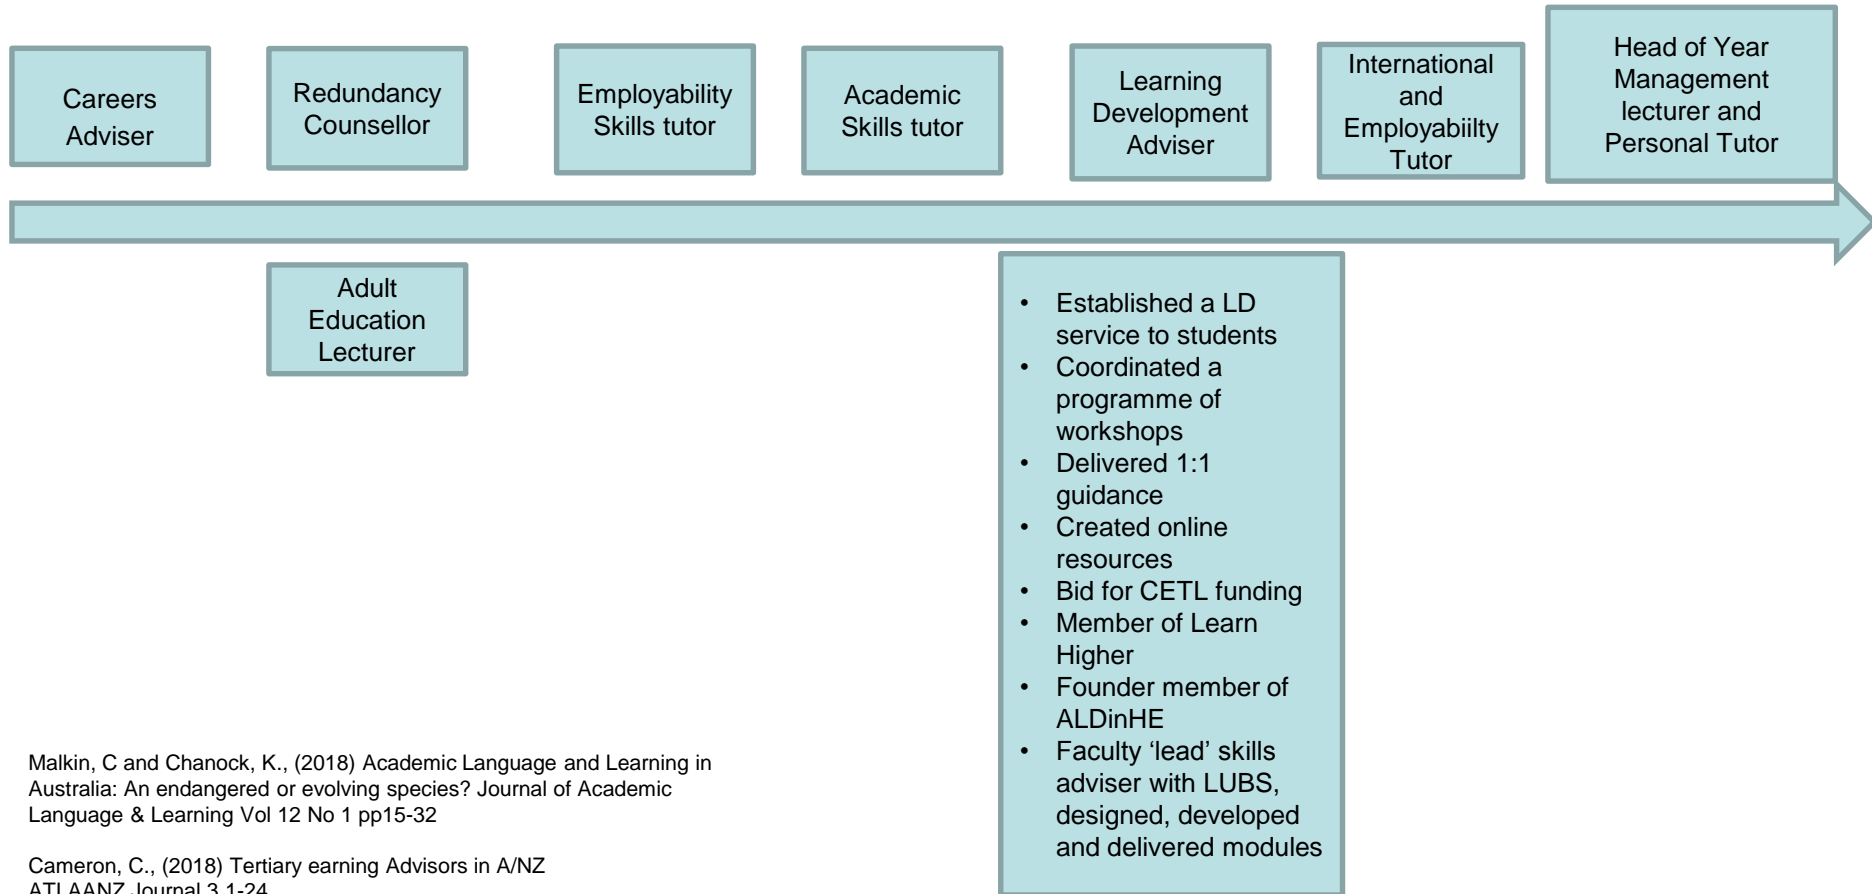 Careers
Adviser
Redundancy
Counsellor
Employability
Skills tutor
Academic
Skills tutor
Learning
Development
Adviser
International
and
Employabiilty
Tutor
Head of Year
Management
lecturer and
Personal Tutor
Adult
Education
Lecturer
• Established a LD
service to students
• Coordinated a
programme of
workshops
• Delivered 1:1
guidance
• Created online
resources
• Bid for CETL funding
• Member of Learn
Higher
• Founder member of
ALDinHE
• Faculty ‘lead’ skills
adviser with LUBS,
designed, developed
and delivered modules
Malkin, C and Chanock, K., (2018) Academic Language and Learning in
Australia: An endangered or evolving species? Journal of Academic
Language & Learning Vol 12 No 1 pp15-32
Cameron, C., (2018) Tertiary earning Advisors in A/NZ
ATLAANZ Journal 3.1-24